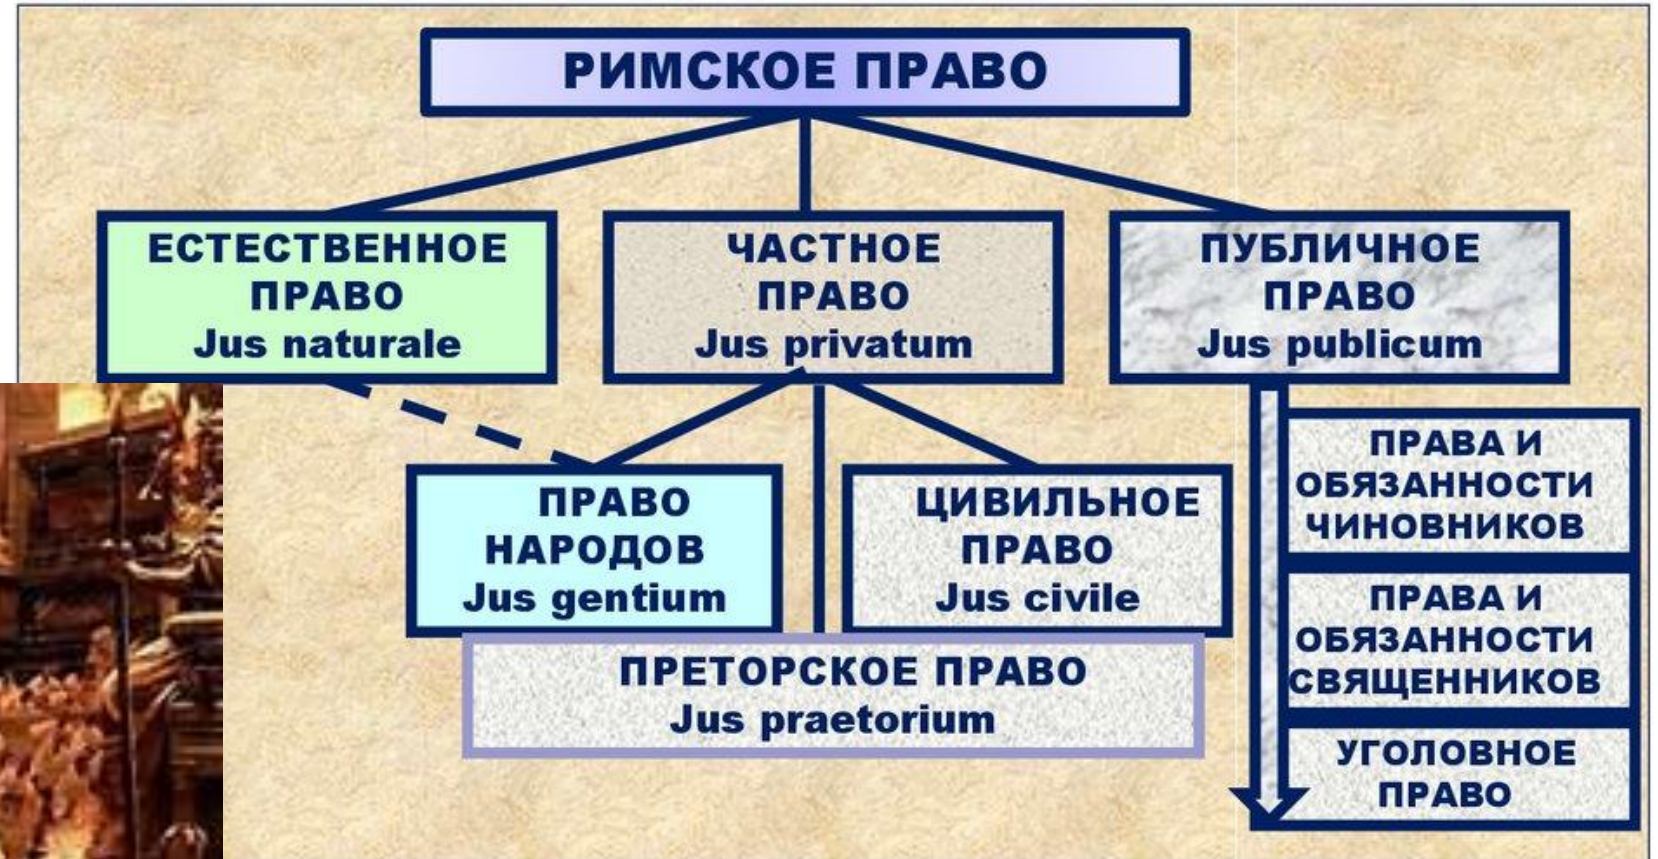 РИМСКОЕ ПРАВО
ЕСТЕСТВЕННОЕ
ПРАВО
Jus naturale
ЧАСТНОЕ
ПРАВО
Jus privatum
ПУБЛИЧНОЕ
ПРАВО
Jus publicum
ПРАВО
НАРОДОВ
Jus gentium
ЦИВИЛЬНОЕ
ПРАВО
Jus civile
ПРЕТОРСКОЕ ПРАВО
Jus praetorium
ПРАВА И
ОБЯЗАННОСТИ
ЧИНОВНИКОВ
ПРАВА И
ОБЯЗАННОСТИ
СВЯЩЕННИКОВ
УГОЛОВНОЕ
ПРАВО